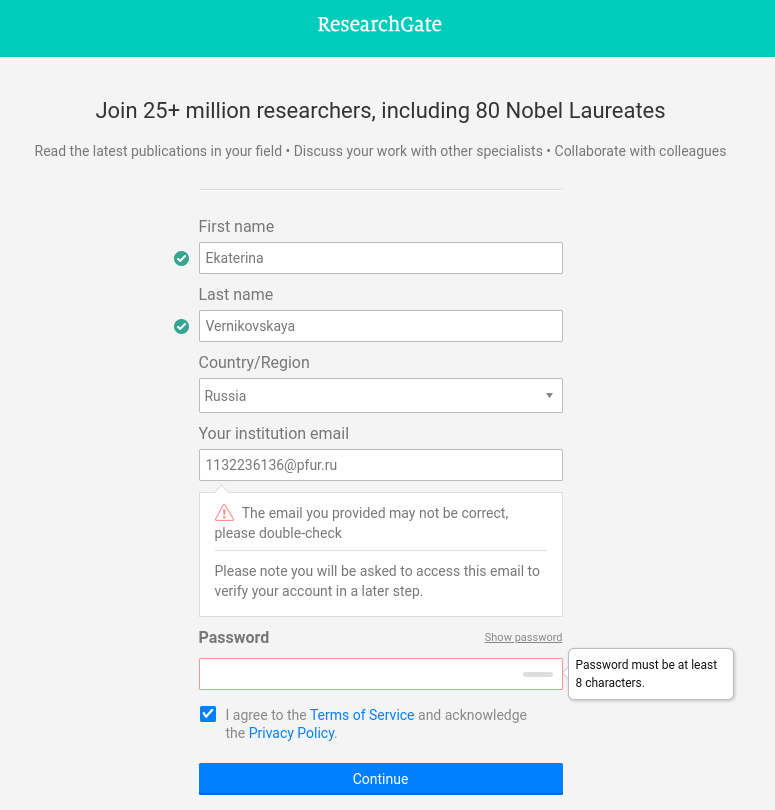 ResearchGate
Join 25+ million researchers, including 80 Nobel Laureates
Read the latest publications in your field • Discuss your work with other specialists • Collaborate with colleagues
First name
Ekaterina
Last name
Vernikovskaya
Country/Region
Russia
Your institution email
1132236136@pfur.ru
The email you provided may not be correct,
please double-check
Please note you will be asked to access this email to
verify your account in a later step.
Password
Show password
Password must be at least
8 characters.
I agree to the Terms of Service and acknowledge
the Privacy Policy.
Continue